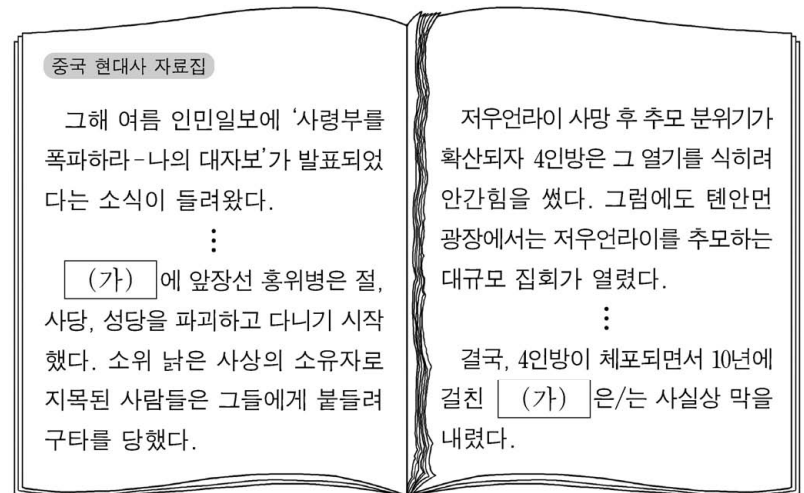 중국 현대사 자료집
그해 여름 인민일보에 '사령부를
폭파하라-나의 대자보'가 발표되었
다는 소식이 들려왔다.
⋮
(가) 에 앞장선 홍위병은 절,
사당, 성당을 파괴하고 다니기 시작
했다. 소위 낡은 사상의 소유자로
지목된 사람들은 그들에게 붙들려
구타를 당했다.
저우언라이 사망 후 추모 분위기가
확산되자 4인방은 그 열기를 식히려
안간힘을 썼다. 그럼에도 톈안먼
광장에서는 저우언라이를 추모하는
대규모 집회가 열렸다.
⋮
결국, 4인방이 체포되면서 10년에
걸친 (가) 은/는 사실상 막을
내렸다.